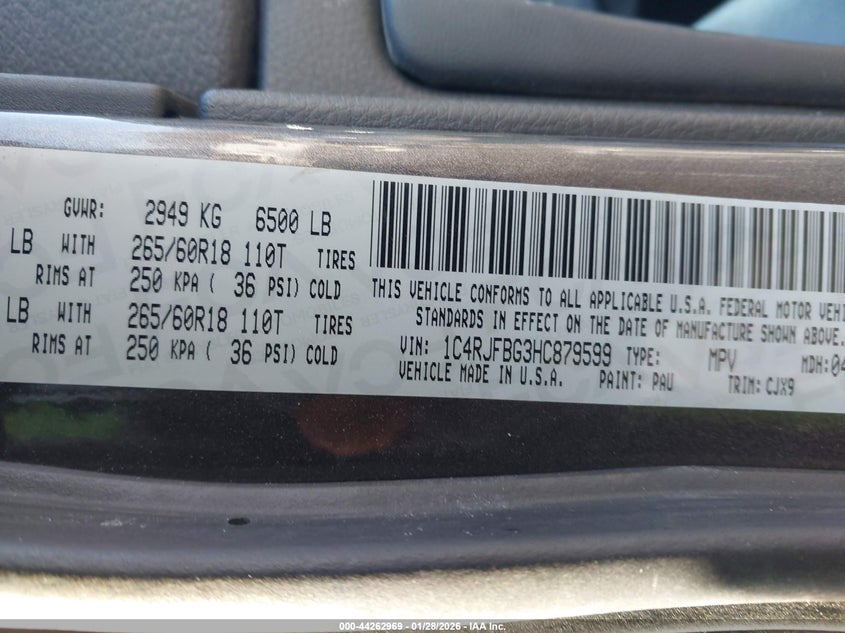 GVWR: 2949 KG 6500 LB
LB WITH 265/60R18 110T TIRES
RIMS AT 250 KPA ( 36 PSI) COLD
LB WITH 265/60R18 110T TIRES
RIMS AT 250 KPA ( 36 PSI) COLD
THIS VEHICLE CONFORMS TO ALL APPLICABLE U.S.A. FEDERAL MOTOR VEHI
STANDARDS IN EFFECT ON THE DATE OF MANUFACTURE SHOWN ABOVE.
VIN: 1C4RJFBG3HC879599 TYPE: MPV MDH:04
VEHICLE MADE IN U.S.A. PAINT: PAU TRIM: CJX9
000-44262969 - 01/28/2026 - IAA Inc.